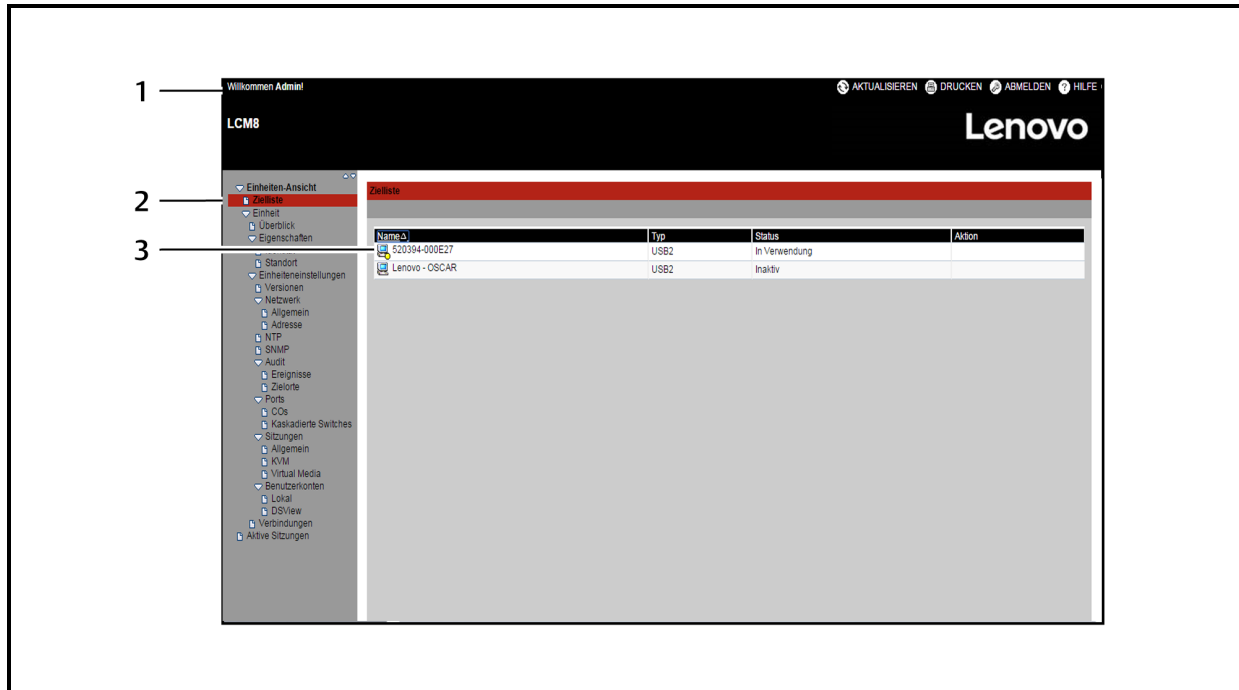 1
Willkommen Admin!
AKTUALISIEREN DRUCKEN ABMELDEN HILFE
LCM8
Lenovo
Einheiten-Ansicht
2
Zielliste
Einheit
Überblick
Eigenschaften
Standort
Einheiteneinstellungen
Versionen
Netzwerk
Allgemein
Adresse
NTP
SNMP
Audit
Ereignisse
Zielorte
Ports
COs
Kaskadierte Switches
Sitzungen
Allgemein
KVM
Virtual Media
Benutzerkonten
Lokal
DSView
Verbindungen
Aktive Sitzungen
Zielliste
Name Typ Status Aktion
3
520394-000E27 USB2 In Verwendung
Lenovo - OSCAR USB2 Inaktiv